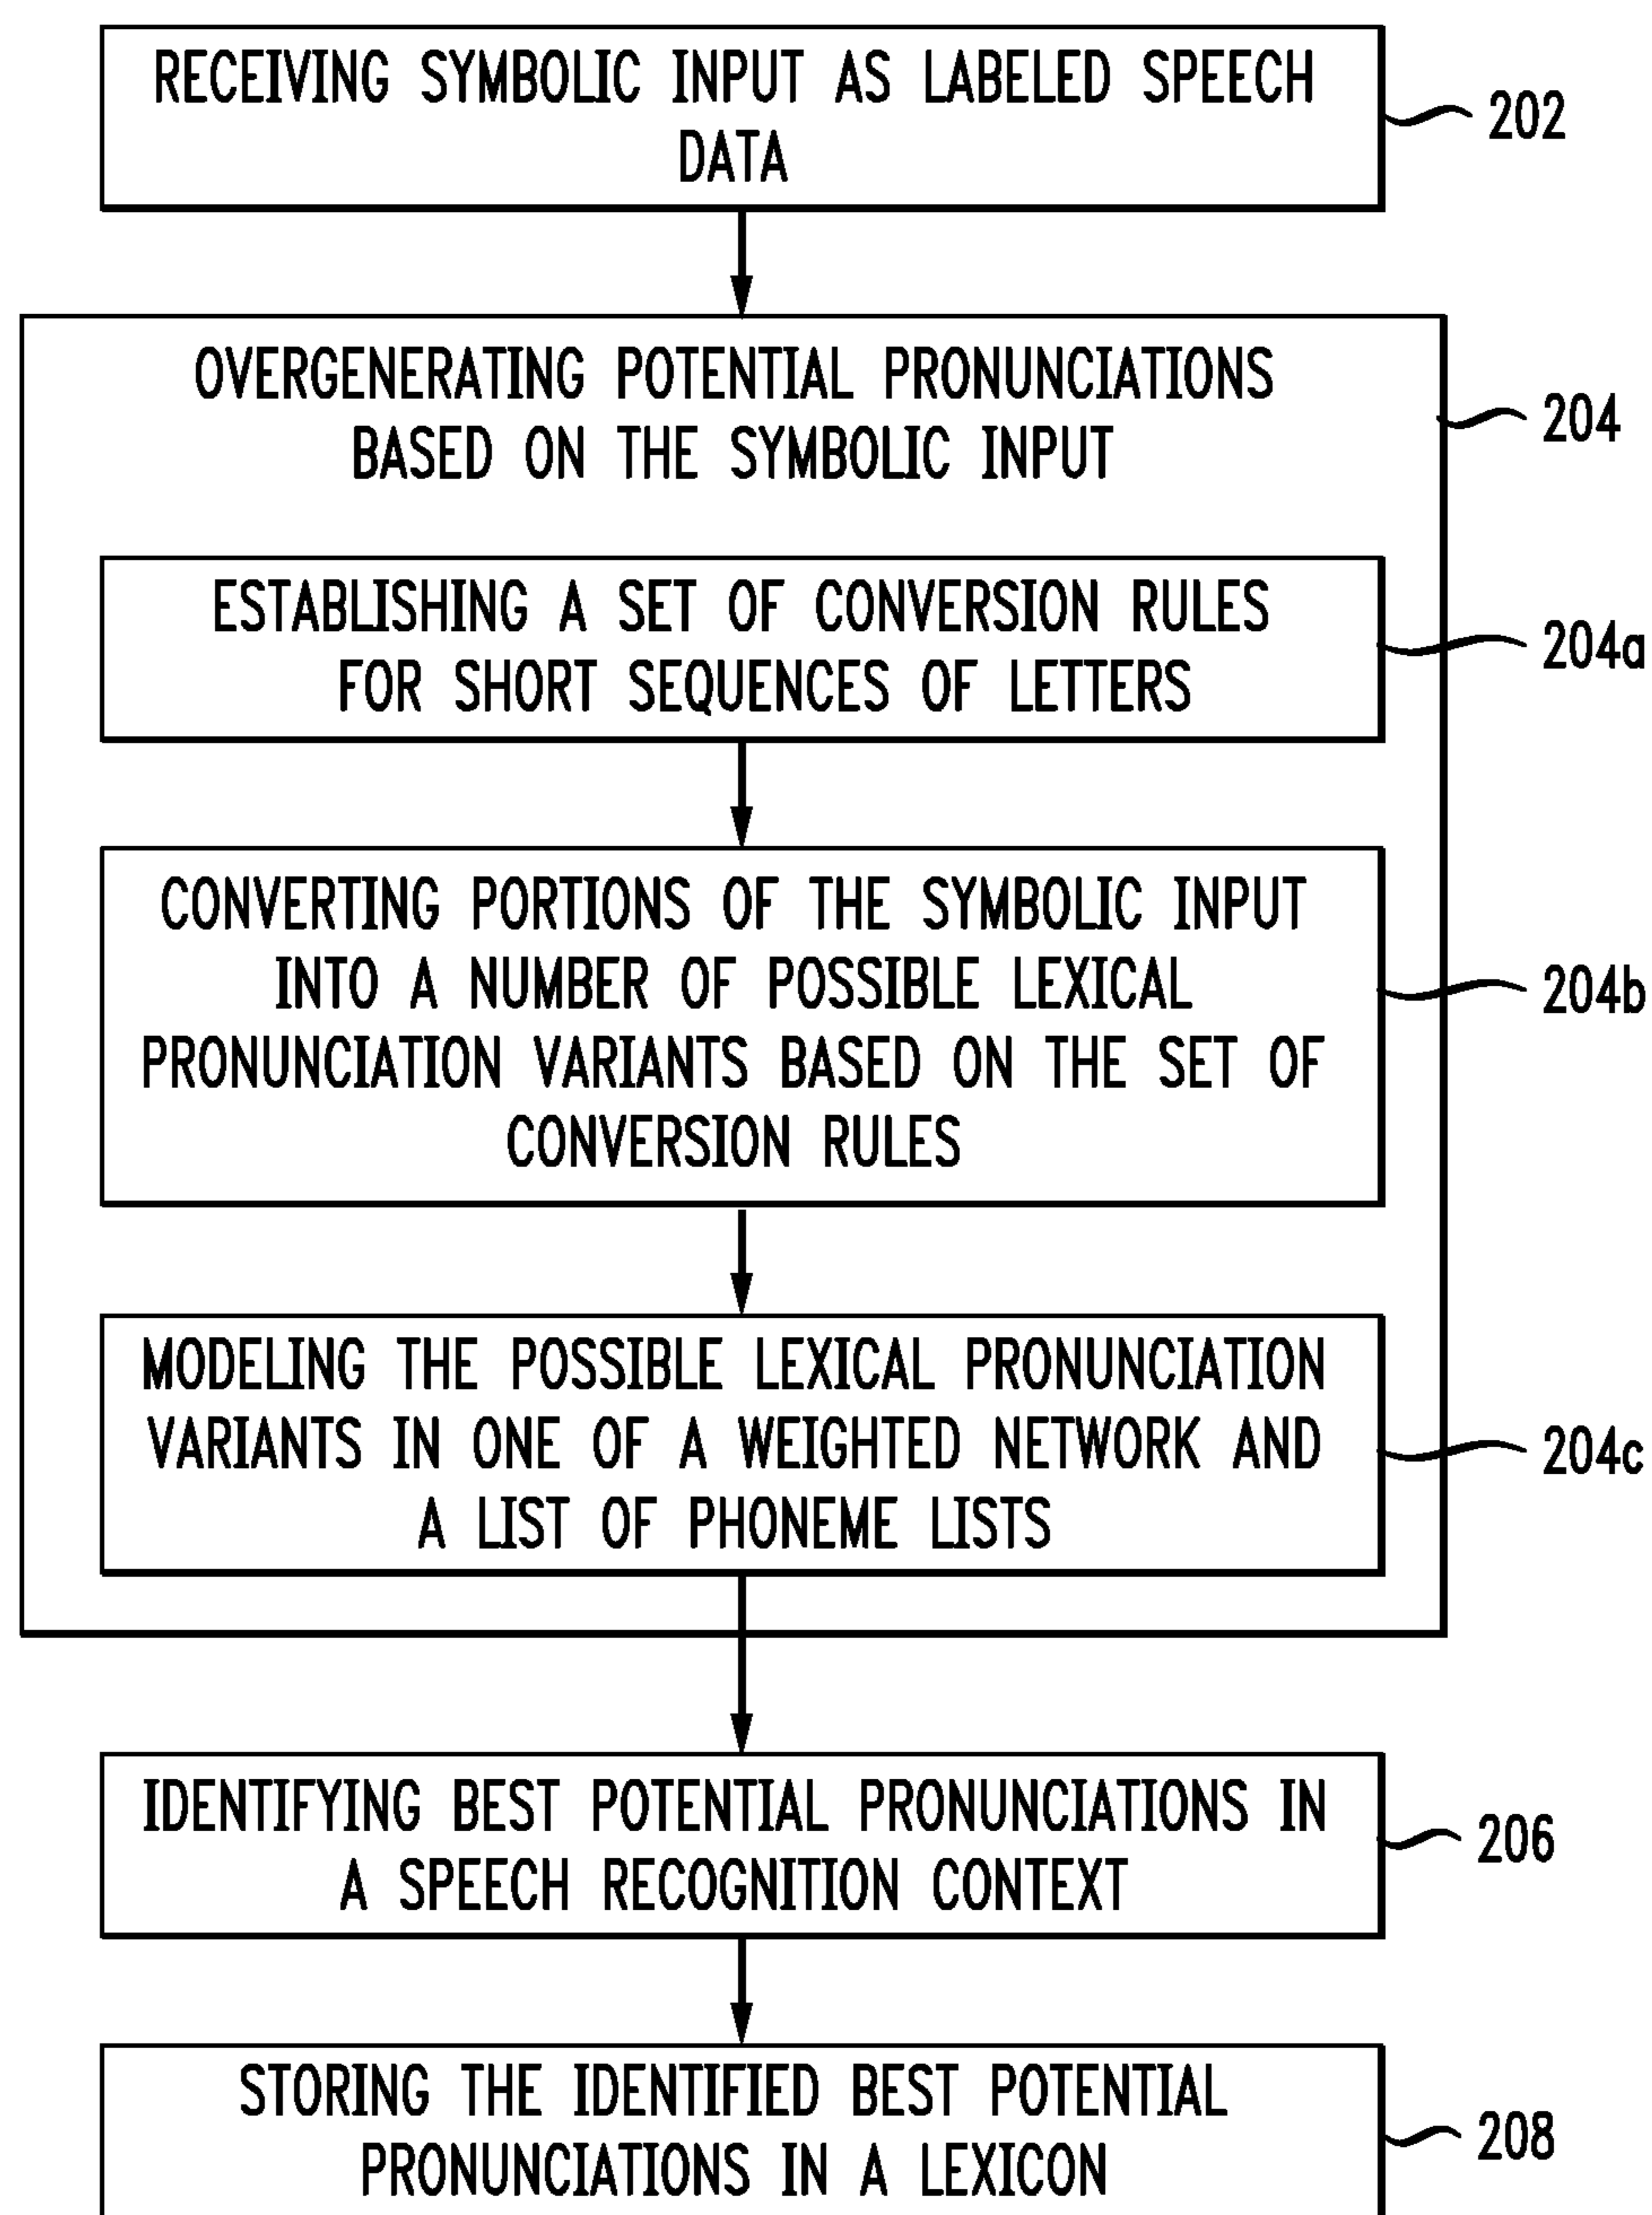 RECEIVING SYMBOLIC INPUT AS LABELED SPEECH
DATA
202
OVERGENERATING POTENTIAL PRONUNCIATIONS
BASED ON THE SYMBOLIC INPUT
204
ESTABLISHING A SET OF CONVERSION RULES
FOR SHORT SEQUENCES OF LETTERS
204a
CONVERTING PORTIONS OF THE SYMBOLIC INPUT
INTO A NUMBER OF POSSIBLE LEXICAL
PRONUNCIATION VARIANTS BASED ON THE SET OF
CONVERSION RULES
204b
MODELING THE POSSIBLE LEXICAL PRONUNCIATION
VARIANTS IN ONE OF A WEIGHTED NETWORK AND
A LIST OF PHONEME LISTS
204c
IDENTIFYING BEST POTENTIAL PRONUNCIATIONS IN
A SPEECH RECOGNITION CONTEXT
206
STORING THE IDENTIFIED BEST POTENTIAL
PRONUNCIATIONS IN A LEXICON
208